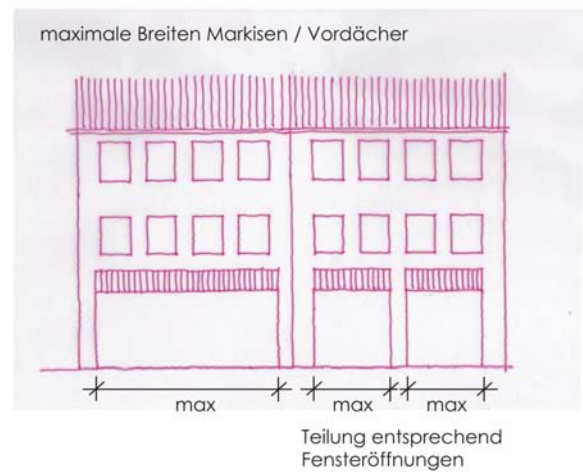 maximale Breiten Markisen / Vordächer
max
max
max
Teilung entsprechend
Fensteröffnungen